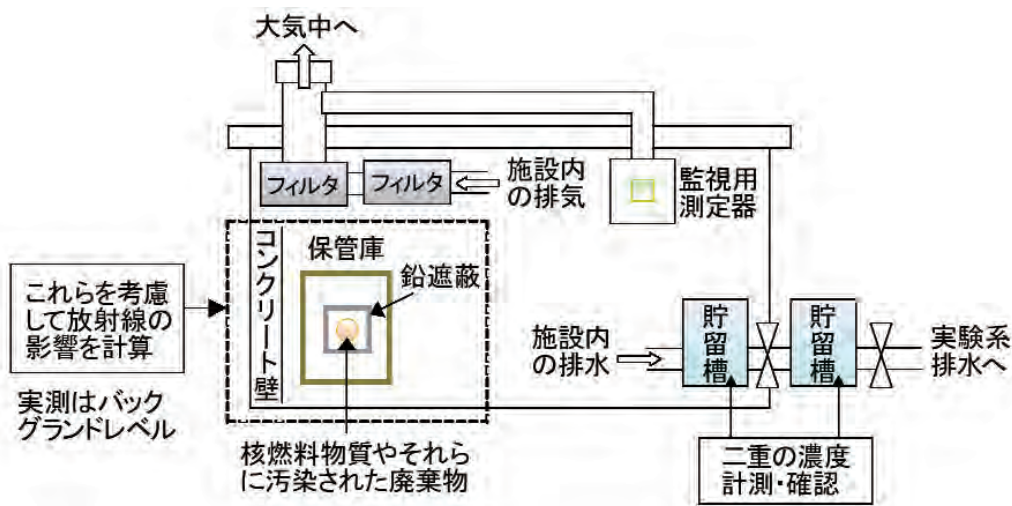 大気中へ
フィルタ
フィルタ
施設内
の排気
監視用
測定器
コンクリート壁
保管庫
鉛遮蔽
これらを考慮
して放射線の
影響を計算
実測はバック
グランドレベル
核燃料物質やそれら
に汚染された廃棄物
施設内
の排水
貯留槽
貯留槽
実験系
排水へ
二重の濃度
計測・確認